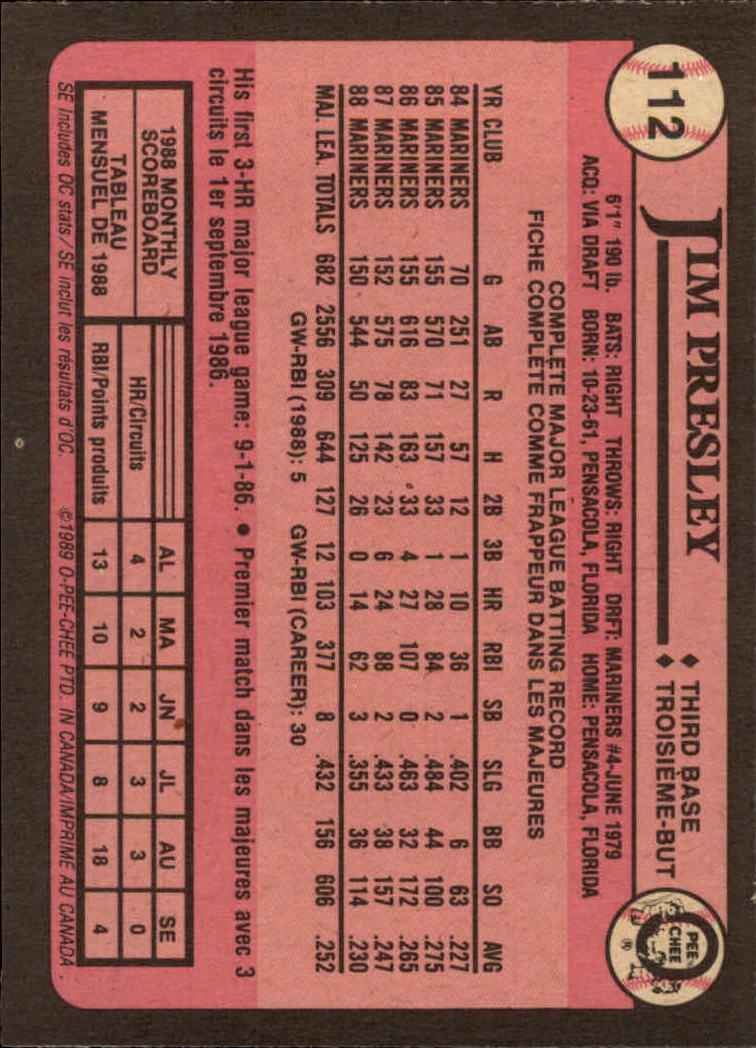 112
JIM PRESLEY
♦ THIRD BASE
♦ TROISIEME-BUT
O PEE CHEE ®
6'1" 190 lb. BATS: RIGHT THROWS: RIGHT DRFT: MARINERS #4-JUNE 1979
ACQ: VIA DRAFT BORN: 10-23-61, PENSACOLA, FLORIDA HOME: PENSACOLA, FLORIDA
COMPLETE MAJOR LEAGUE BATTING RECORD
FICHE COMPLÈTE COMME FRAPPEUR DANS LES MAJEURES
YR CLUB G AB R H 2B 3B HR RBI SB SLG BB SO AVG
84 MARINERS 70 251 27 57 12 1 10 36 1 .402 6 63 .227
85 MARINERS 155 570 71 157 33 1 28 84 2 .484 44 100 .275
86 MARINERS 155 616 83 163 33 4 27 107 0 .463 32 172 .265
87 MARINERS 152 575 78 142 23 6 24 88 2 .433 38 157 .247
88 MARINERS 150 544 50 125 26 0 14 62 3 .355 36 114 .230
MAJ. LEA. TOTALS 682 2556 309 644 127 12 103 377 8 .432 156 606 .252
GW-RBI (1988): 5 GW-RBI (CAREER): 30
His first 3-HR major league game: 9-1-86. • Premier match dans les majeures avec 3
circuits le 1er septembre 1986.
1988 MONTHLY
SCOREBOARD
TABLEAU
MENSUEL DE 1988
AL MA JN JL AU SE
HR/Circuits 4 2 2 3 3 0
RBI/Points produits 13 10 9 8 18 4
SE includes OC stats/SE inclut les résultats d'OC. ©1989 O-PEE-CHEE PTD. IN CANADA/IMPRIMÉ AU CANADA.